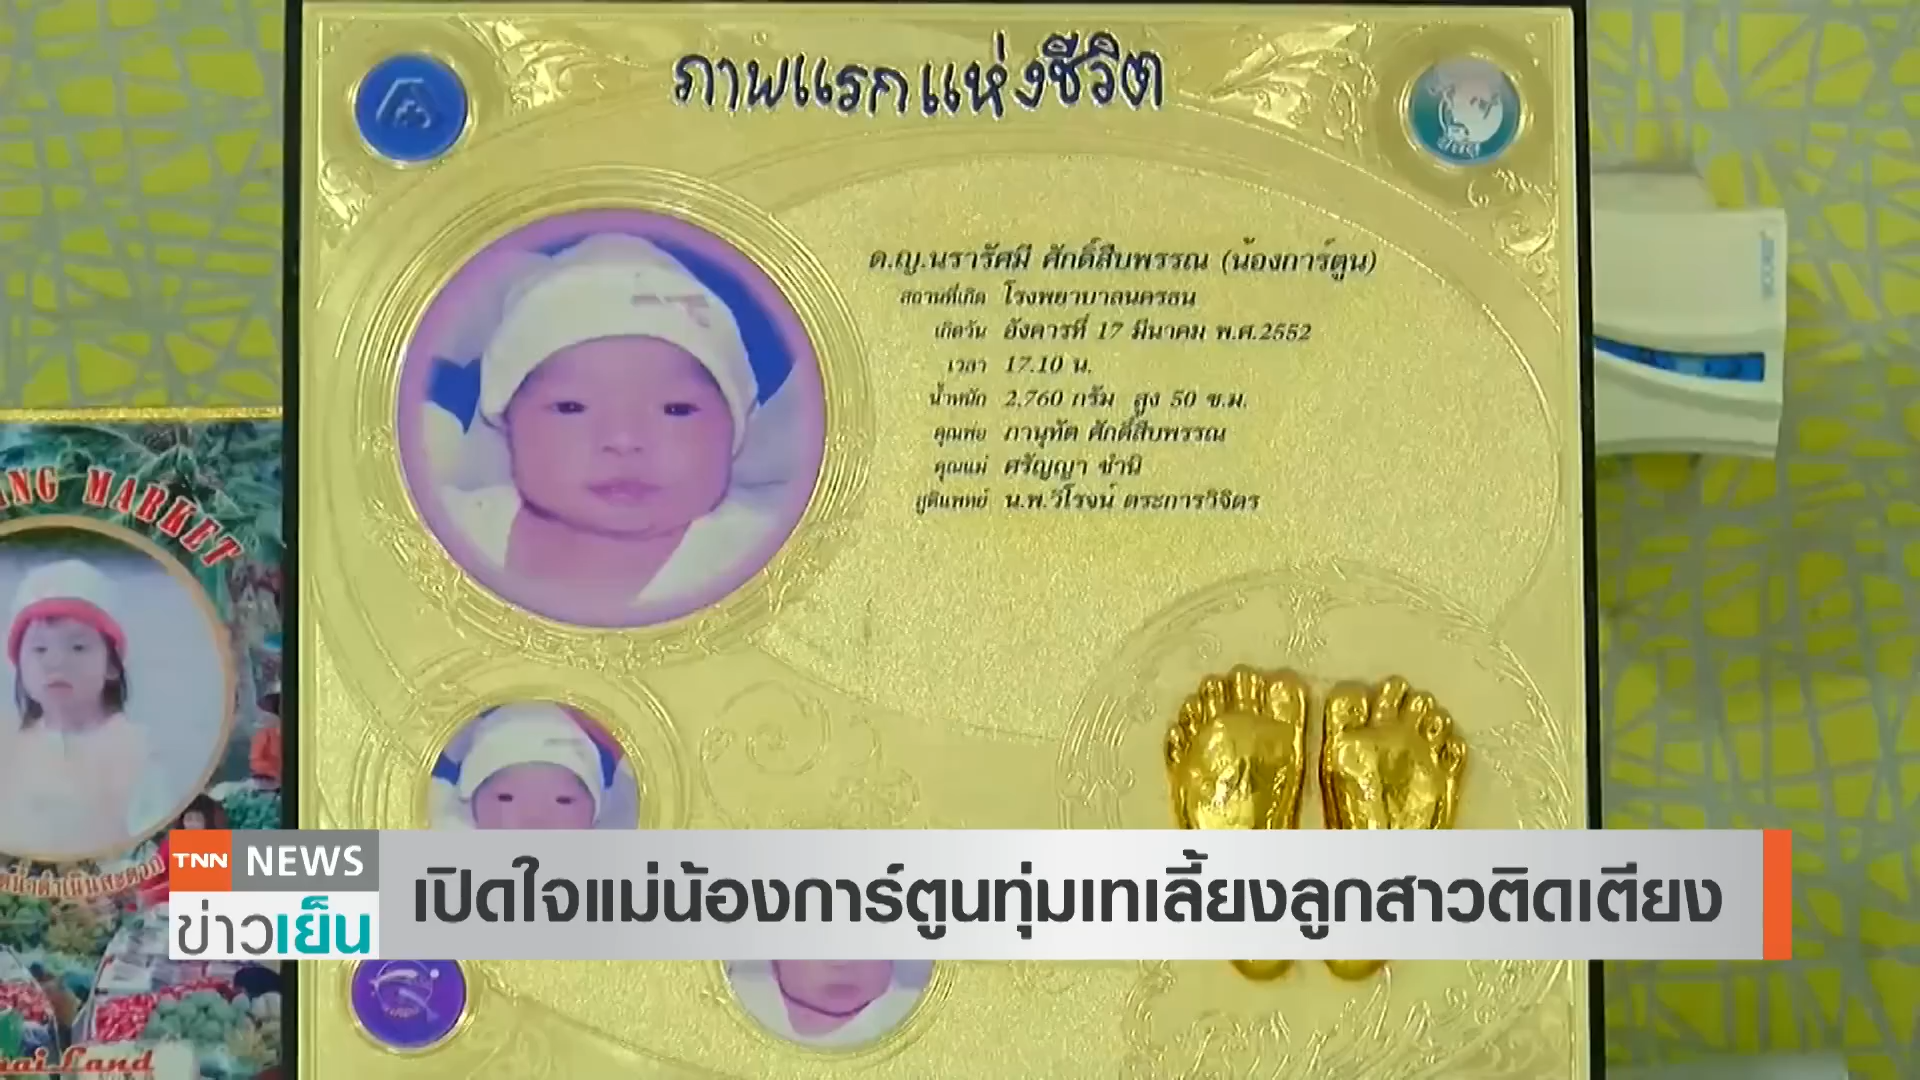 ภาพแรกแห่งชีวิต
ด.ญ.นรารัศมี ศักดิ์สืบพรรณ (น้องการ์ตูน)
สถานที่เกิด โรงพยาบาลนครธน
เกิดวัน อังคารที่ 17 มีนาคม พ.ศ.2552
เวลา 17.10 น.
น้ำหนัก 2,760 กรัม สูง 50 ซ.ม.
คุณพ่อ ภานุทัต ศักดิ์สืบพรรณ
คุณแม่ ศรัญญา ชำนิ
สูติแพทย์ น.พ.วิโรจน์ ตระการวิจิตร
MARKET
TNN NEWS
ข่าวเย็น
เปิดใจแม่น้องการ์ตูนทุ่มเทเลี้ยงลูกสาวติดเตียง
Land